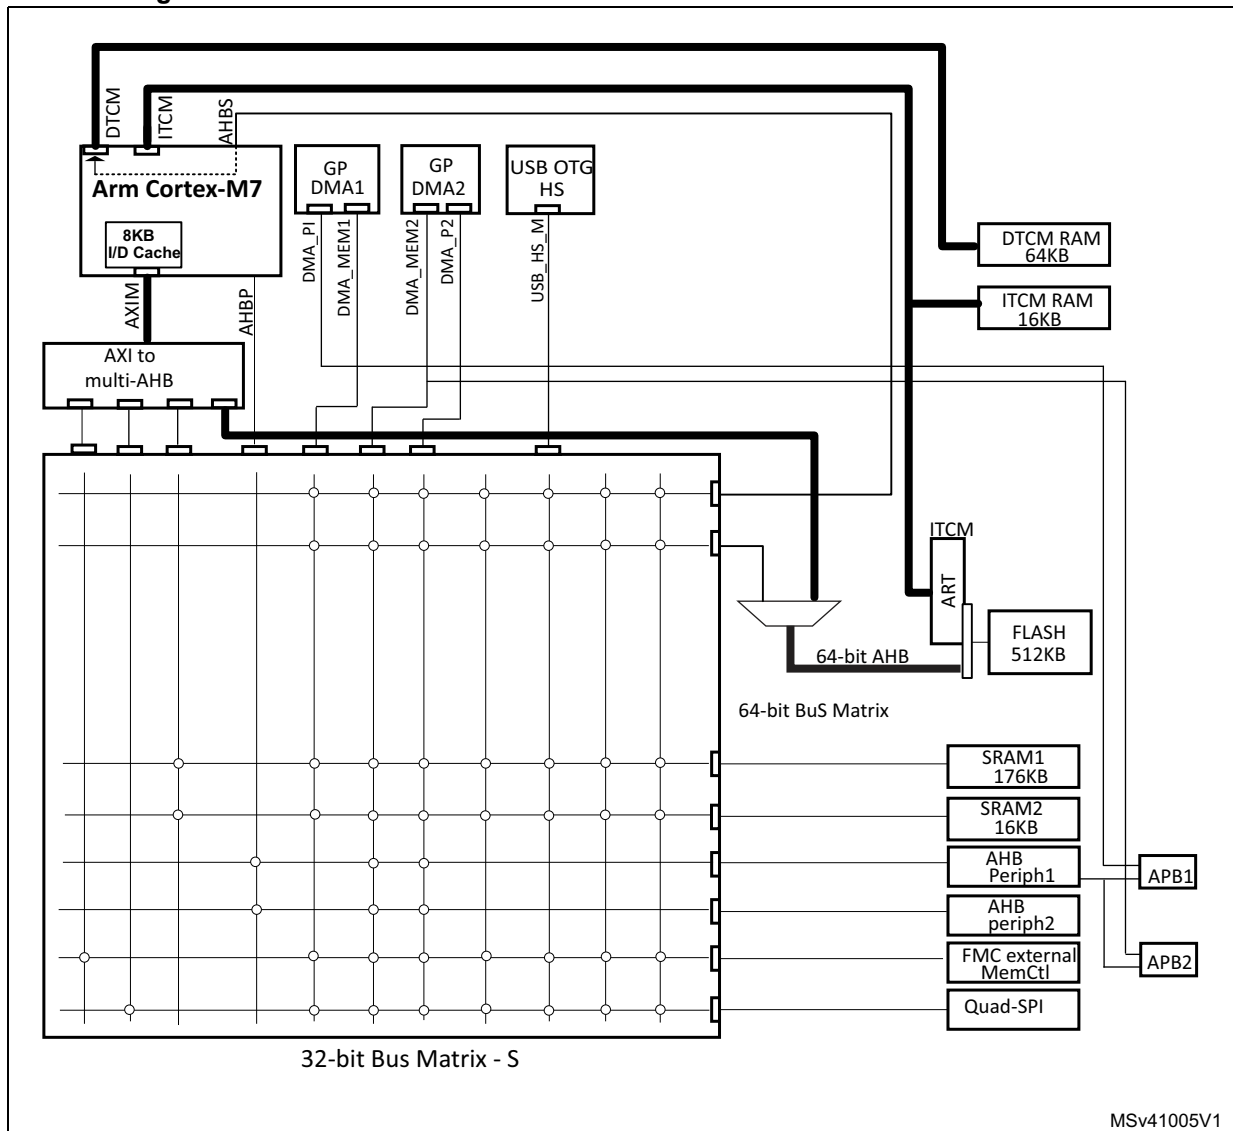 DTCM
ITCM
AHBS
Arm Cortex-M7
8KB
I/D Cache
AXIM
AHBP
GP
DMA1
GP
DMA2
USB OTG
HS
DMA_PI
DMA_MEM1
DMA_MEM2
DMA_P2
USB_HS_M
DTCM RAM
64KB
ITCM RAM
16KB
AXI to
multi-AHB
ITCM
ART
FLASH
512KB
64-bit AHB
64-bit BuS Matrix
SRAM1
176KB
SRAM2
16KB
AHB
Periph1
APB1
AHB
periph2
FMC external
MemCtl
APB2
Quad-SPI
32-bit Bus Matrix - S
MSv41005V1